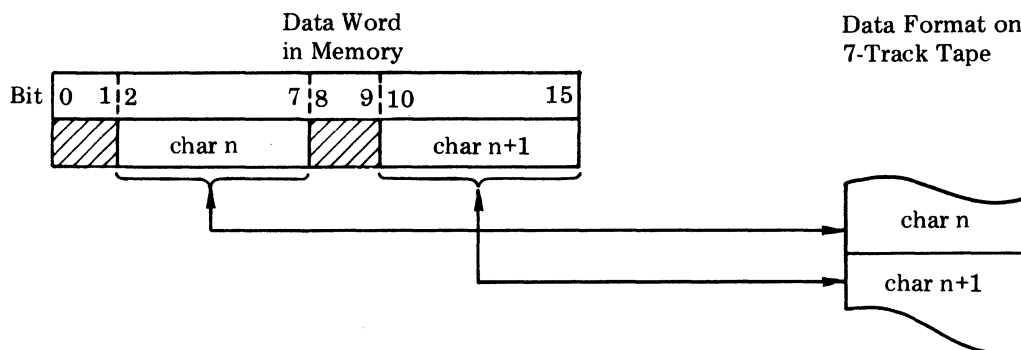 Data Word
in Memory
Data Format on
7-Track Tape
Bit 0 1 2 7 8 9 10 15
char n char n+1
char n
char n+1